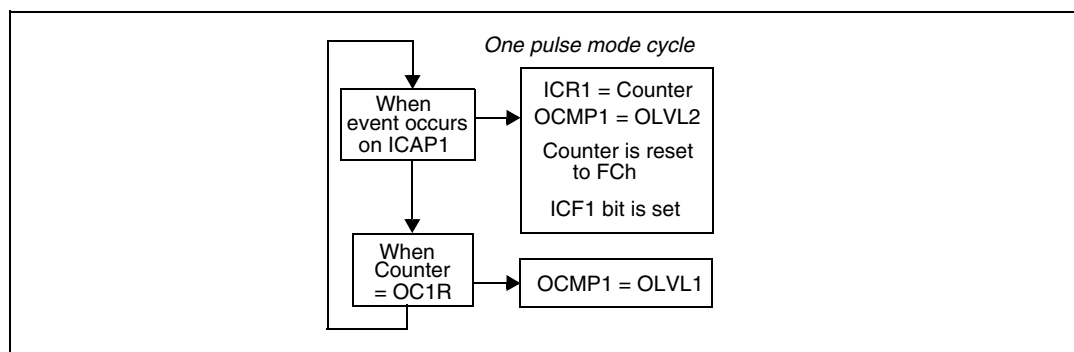 One pulse mode cycle
When
event occurs
on ICAP1
ICR1 = Counter
OCMP1 = OLVL2
Counter is reset
to FCh
ICF1 bit is set
When
Counter
= OC1R
OCMP1 = OLVL1